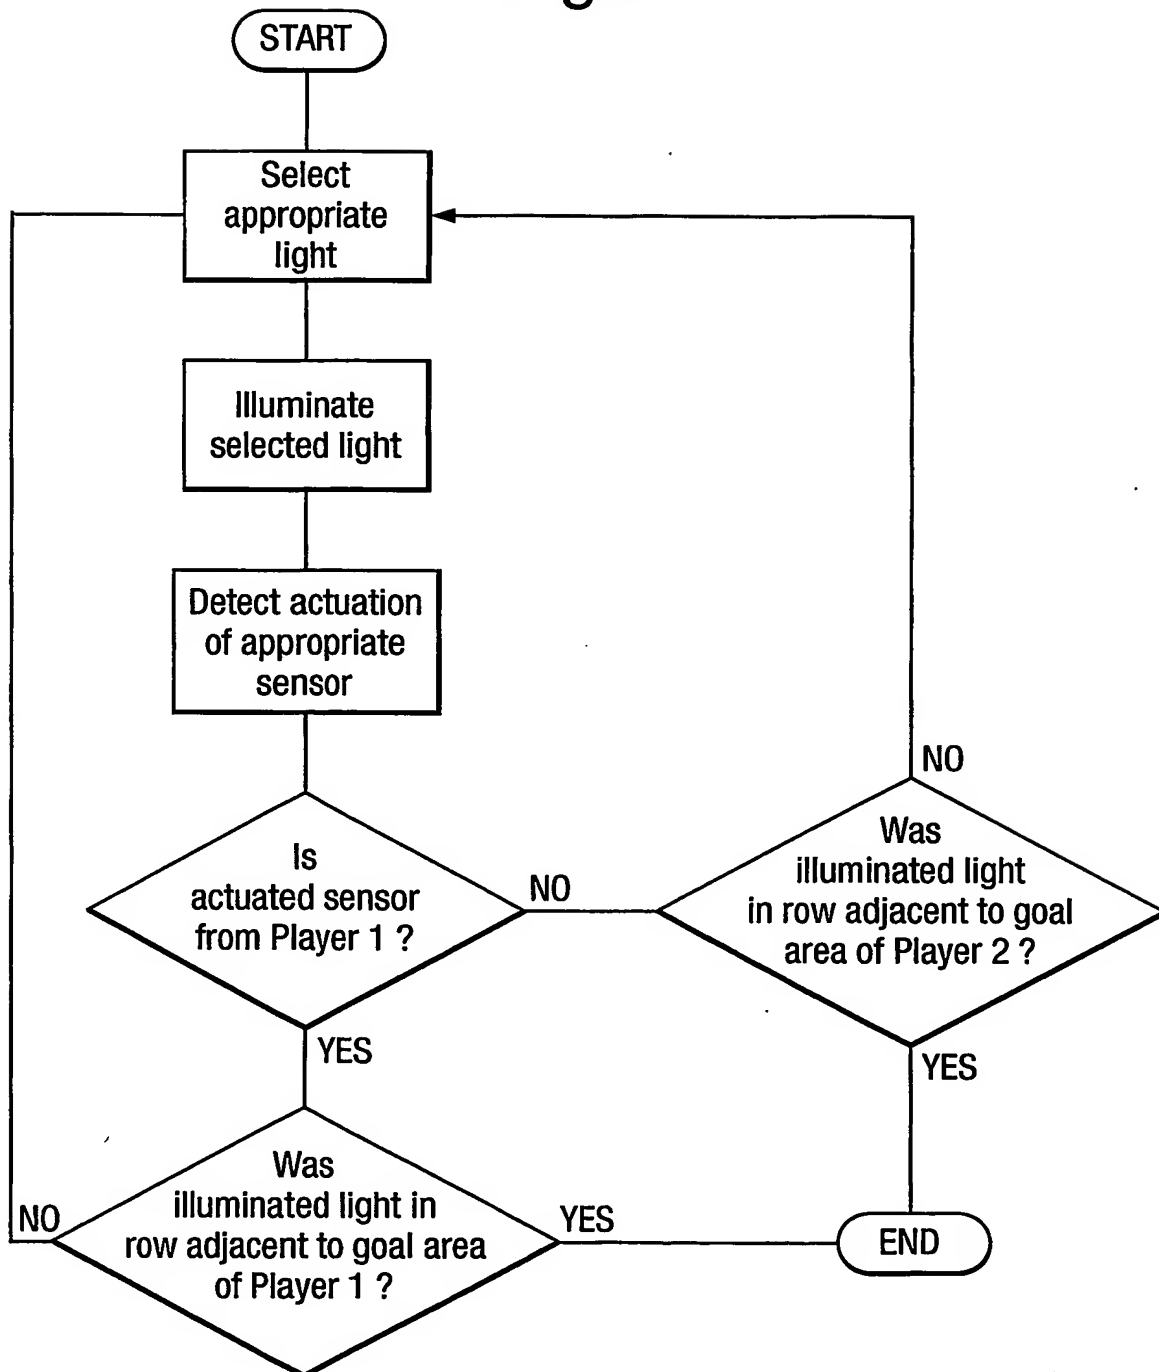 START
Select
appropriate
light
Illuminate
selected light
Detect actuation
of appropriate
sensor
Is
actuated sensor
from Player 1 ?
NO
YES
Was
illuminated light
in row adjacent to goal
area of Player 2 ?
NO
YES
Was
illuminated light in
row adjacent to goal area
of Player 1 ?
NO
YES
END